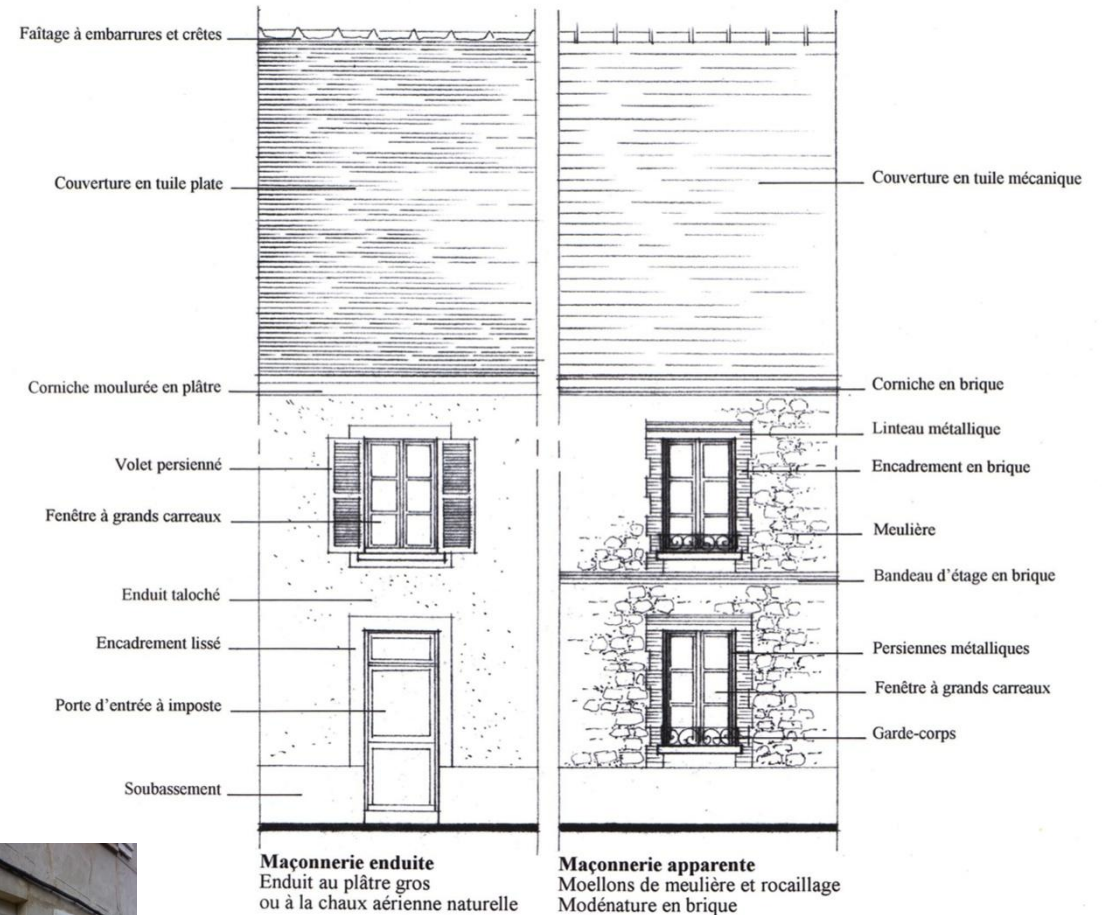 Faîtage à embarrures et crêtes
Couverture en tuile plate
Corniche moulurée en plâtre
Volet persienné
Fenêtre à grands carreaux
Enduit taloché
Encadrement lissé
Porte d'entrée à imposte
Soubassement
Couverture en tuile mécanique
Corniche en brique
Linteau métallique
Encadrement en brique
Meulière
Bandeau d'étage en brique
Persiennes métalliques
Fenêtre à grands carreaux
Garde-corps
Maçonnerie enduite
Enduit au plâtre gros
ou à la chaux aérienne naturelle
Maçonnerie apparente
Moellons de meulière et rocaillage
Modénature en brique